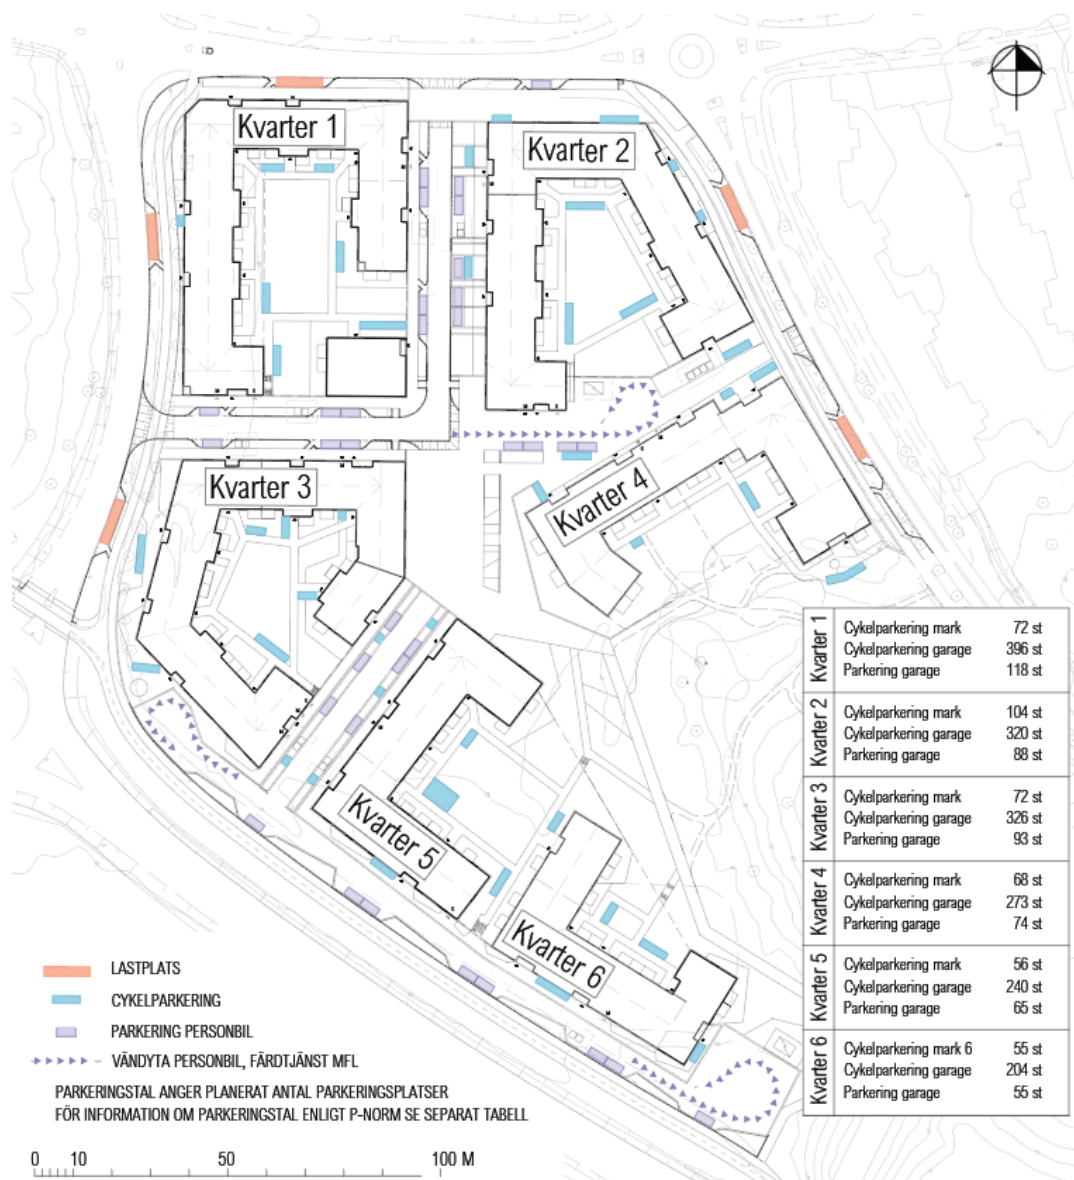 Kvarter 1
Kvarter 2
Kvarter 3
Kvarter 4
Kvarter 5
Kvarter 6
Kvarter 1
Cykelparkering mark 72 st
Cykelparkering garage 396 st
Parkering garage 118 st
Kvarter 2
Cykelparkering mark 104 st
Cykelparkering garage 320 st
Parkering garage 88 st
Kvarter 3
Cykelparkering mark 72 st
Cykelparkering garage 326 st
Parkering garage 93 st
Kvarter 4
Cykelparkering mark 68 st
Cykelparkering garage 273 st
Parkering garage 74 st
Kvarter 5
Cykelparkering mark 56 st
Cykelparkering garage 240 st
Parkering garage 65 st
Kvarter 6
Cykelparkering mark 6 55 st
Cykelparkering garage 204 st
Parkering garage 55 st
LASTPLATS
CYKELPARKERING
PARKERING PERSONBIL
VÄNDYTA PERSONBIL, FÄRDTJÄNST MFL
PARKERINGSTAL ANGER PLANERAT ANTAL PARKERINGSPLATSER
FÖR INFORMATION OM PARKERINGSTAL ENLIGT P-NORM SE SEPARAT TABELL
0 10 50 100 M